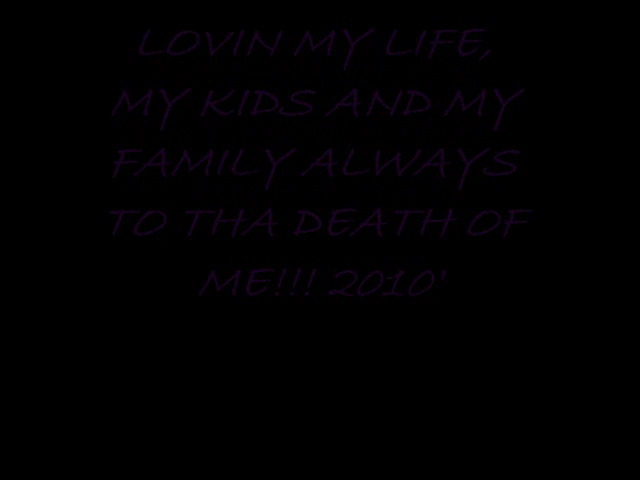 LOVIN MY LIFE,
MY KIDS AND MY
FAMILY ALWAYS
TO THA DEATH OF
ME!!! 2010'